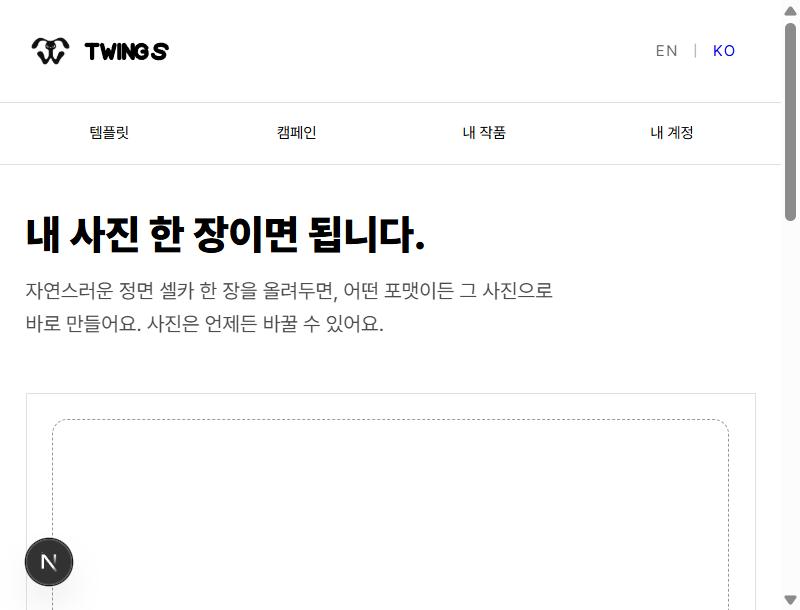 TWINGS
EN | KO
템플릿
캠페인
내 작품
내 계정
내 사진 한 장이면 됩니다.
자연스러운 정면 셀카 한 장을 올려두면, 어떤 포맷이든 그 사진으로
바로 만들어요. 사진은 언제든 바꿀 수 있어요.
N